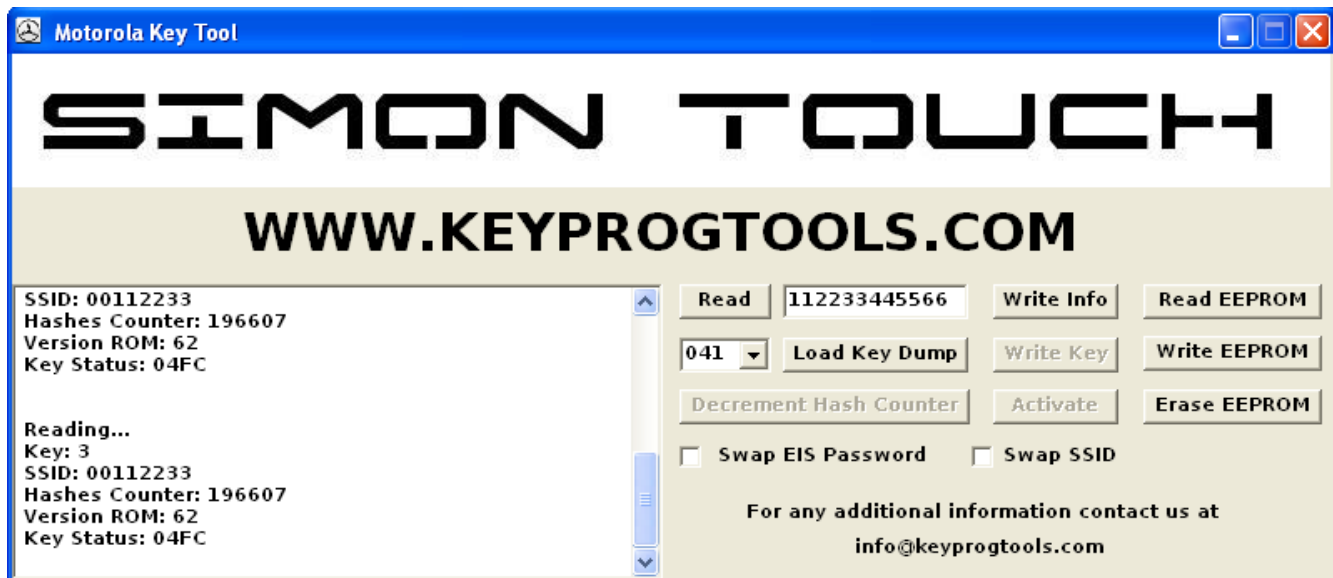 Motorola Key Tool
SIMON TOUCH
WWW.KEYPROGTOOLS.COM
SSID: 00112233
Hashes Counter: 196607
Version ROM: 62
Key Status: 04FC
Reading...
Key: 3
SSID: 00112233
Hashes Counter: 196607
Version ROM: 62
Key Status: 04FC
Read 112233445566 Write Info Read EEPROM
041 Load Key Dump Write Key Write EEPROM
Decrement Hash Counter Activate Erase EEPROM
Swap EIS Password Swap SSID
For any additional information contact us at
info@keyprogtools.com